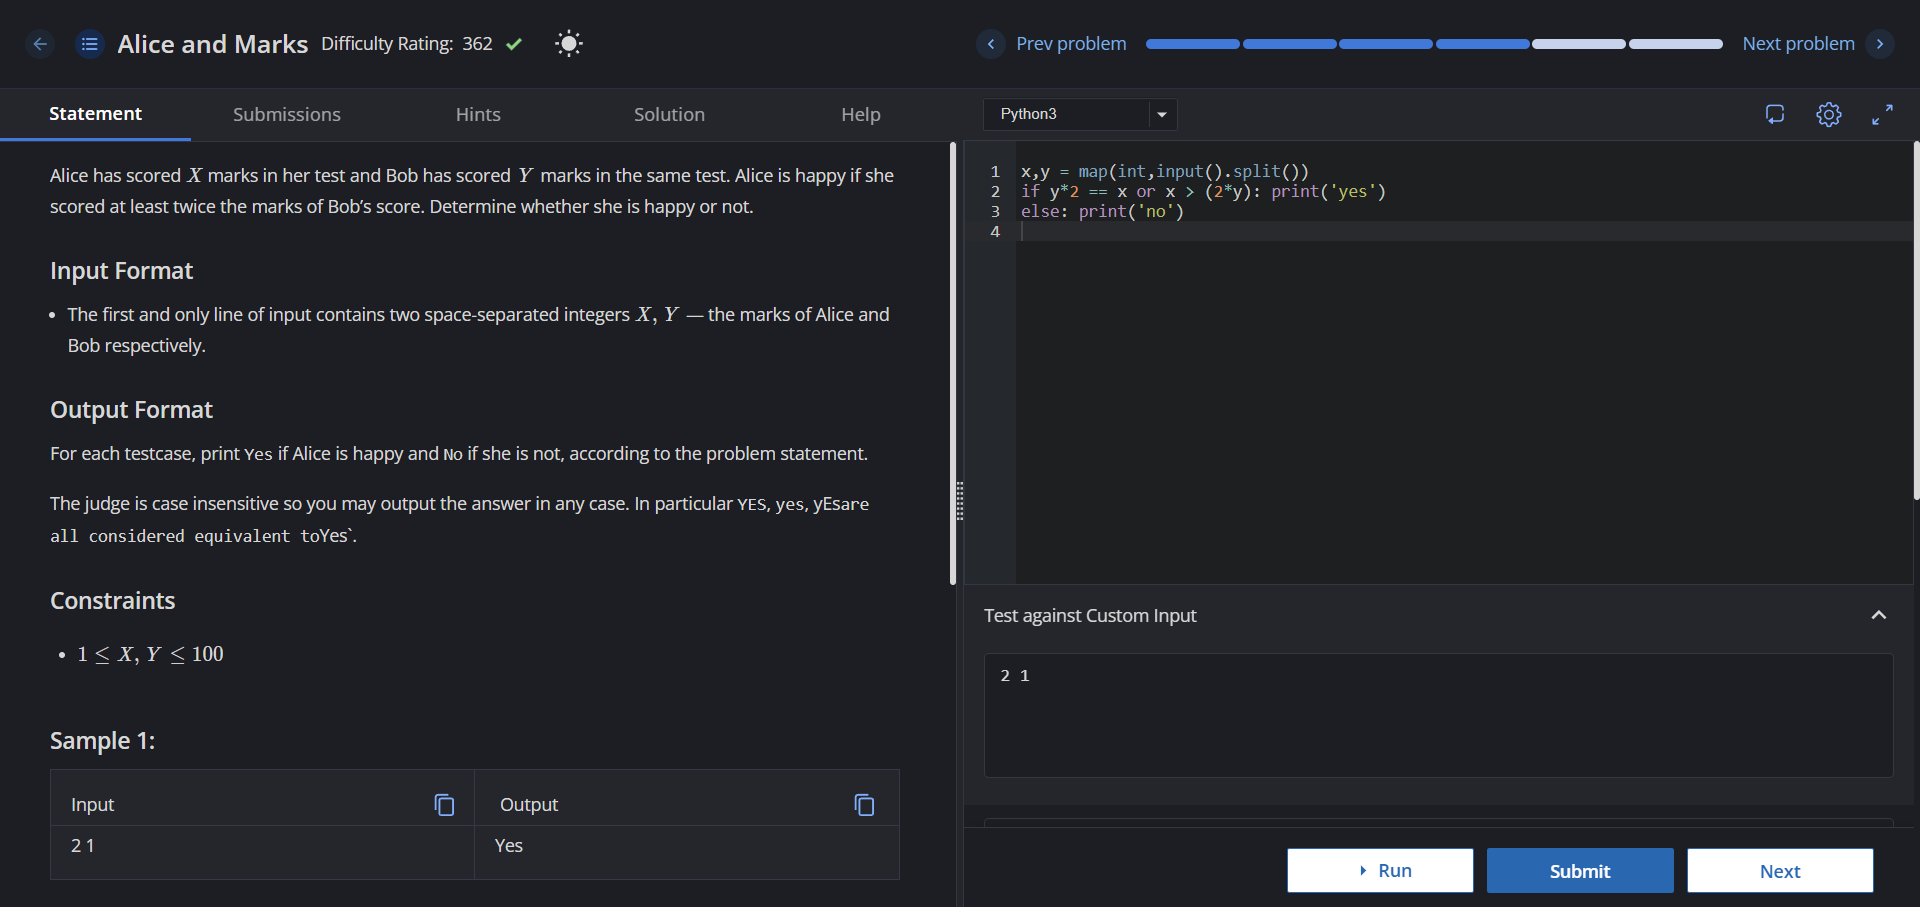 Alice and Marks Difficulty Rating: 362
Prev problem
Next problem
Statement
Submissions
Hints
Solution
Help
Alice has scored X marks in her test and Bob has scored Y marks in the same test. Alice is happy if she
scored at least twice the marks of Bob’s score. Determine whether she is happy or not.
Input Format
• The first and only line of input contains two space-separated integers X, Y — the marks of Alice and
Bob respectively.
Output Format
For each testcase, print Yes if Alice is happy and No if she is not, according to the problem statement.
The judge is case insensitive so you may output the answer in any case. In particular YES, yes, yEsare
all considered equivalent toYes`.
Constraints
• 1 ≤ X, Y ≤ 100
Sample 1:
Input
Output
2 1
Yes
Python3
1 x,y = map(int,input().split())
2 if y*2 == x or x > (2*y): print('yes')
3 else: print('no')
4
Test against Custom Input
2 1
Run
Submit
Next